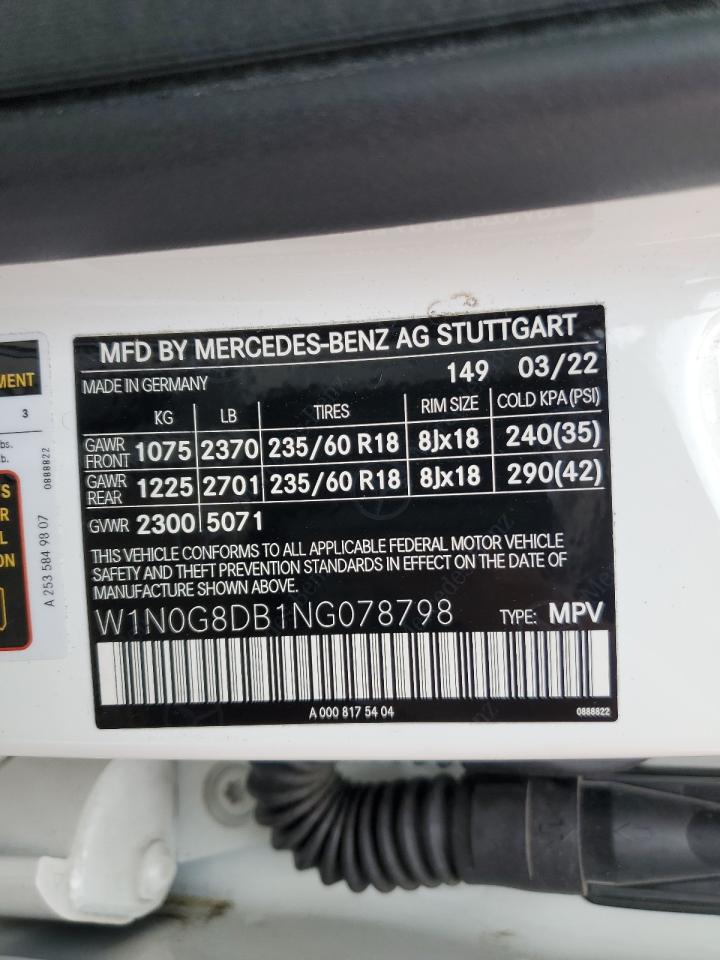 MFD BY MERCEDES-BENZ AG STUTTGART
MADE IN GERMANY 149 03/22
KG LB TIRES RIM SIZE COLD KPA (PSI)
GAWR FRONT 1075 2370 235/60 R18 8Jx18 240(35)
GAWR REAR 1225 2701 235/60 R18 8Jx18 290(42)
GVWR 2300 5071
THIS VEHICLE CONFORMS TO ALL APPLICABLE FEDERAL MOTOR VEHICLE
SAFETY AND THEFT PREVENTION STANDARDS IN EFFECT ON THE DATE OF
MANUFACTURE SHOWN ABOVE.
W1N0G8DB1NG078798 TYPE: MPV
A 000 817 54 04 0888822
3
0888822
A 253 584 98 07